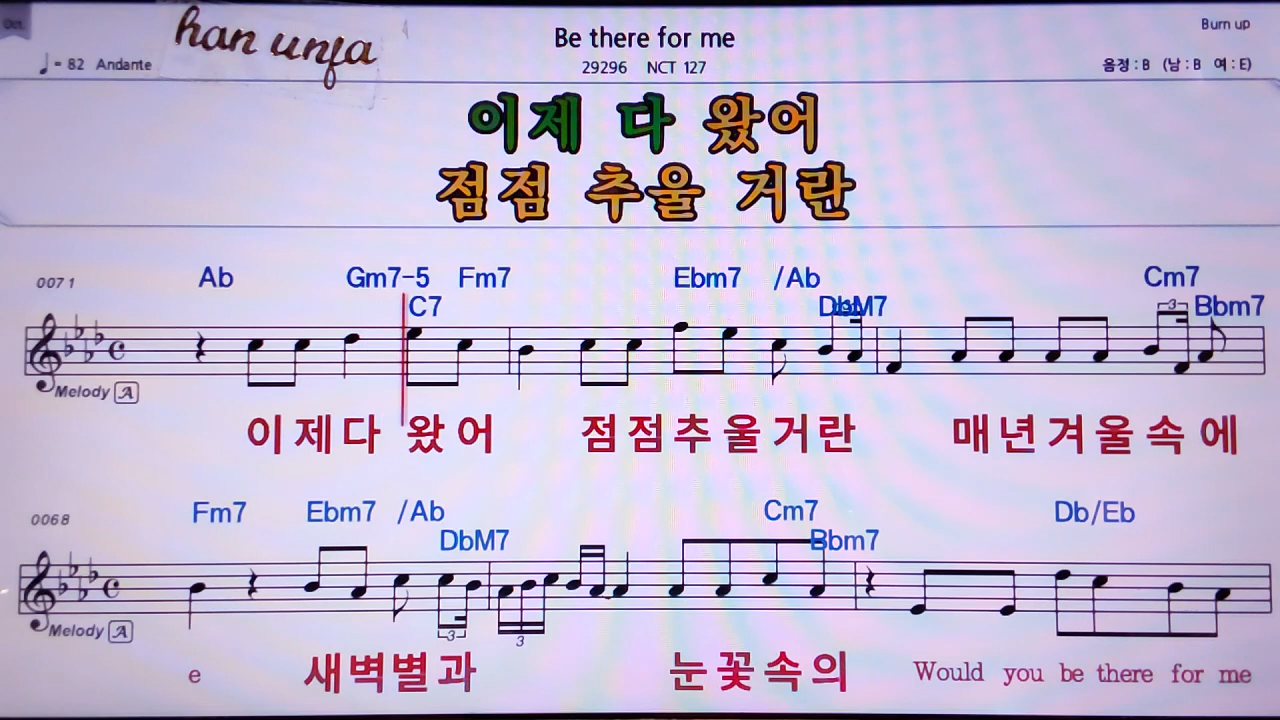 Oct.
han unja
Be there for me
Burn up
♩= 82 Andante
29296 NCT 127
음정 : B (남 : B 여 : E)
이제 다 왔어
점점 추울 거란
0071
Ab Gm7-5 Fm7 Ebm7 /Ab Cm7
C7 DbM7 Bbm7
3
Melody A
이제다 왔어 점점추울거란 매년겨울속에
0068
Fm7 Ebm7 /Ab Cm7 Db/Eb
DbM7 Bbm7
Melody A
3 3
e 새벽별과 눈꽃속의 Would you be there for me